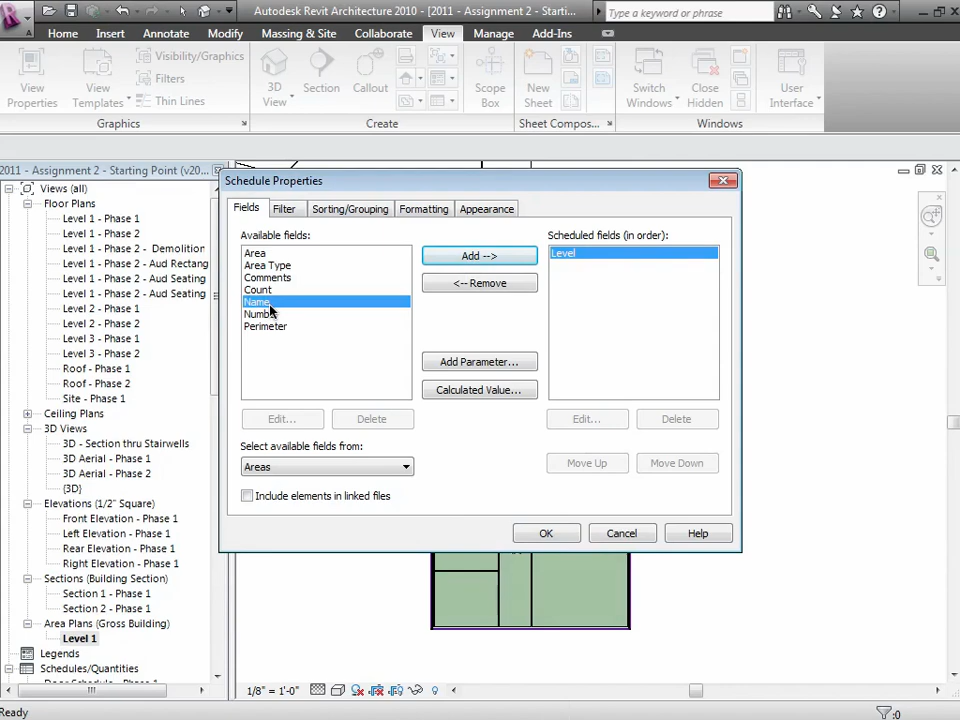 Autodesk Revit Architecture 2010 - [2011 - Assignment 2 - Starti...
Type a keyword or phrase
Home
Insert
Annotate
Modify
Massing & Site
Collaborate
View
Manage
Add-Ins
View
Properties
View
Templates
Visibility/Graphics
Filters
Thin Lines
3D
View
Section
Callout
Scope
Box
New
Sheet
Switch
Windows
Close
Hidden
User
Interface
Graphics
Create
Sheet Compos...
Windows
2011 - Assignment 2 - Starting Point (v20...
Views (all)
Floor Plans
Level 1 - Phase 1
Level 1 - Phase 2
Level 1 - Phase 2 - Demolition
Level 1 - Phase 2 - Aud Rectang
Level 1 - Phase 2 - Aud Seating
Level 1 - Phase 2 - Aud Seating
Level 2 - Phase 1
Level 2 - Phase 2
Level 3 - Phase 1
Level 3 - Phase 2
Roof - Phase 1
Roof - Phase 2
Site - Phase 1
Ceiling Plans
3D Views
3D - Section thru Stairwells
3D Aerial - Phase 1
3D Aerial - Phase 2
{3D}
Elevations (1/2" Square)
Front Elevation - Phase 1
Left Elevation - Phase 1
Rear Elevation - Phase 1
Right Elevation - Phase 1
Sections (Building Section)
Section 1 - Phase 1
Section 2 - Phase 1
Area Plans (Gross Building)
Level 1
Legends
Schedules/Quantities
Schedule Properties
Fields
Filter
Sorting/Grouping
Formatting
Appearance
Available fields:
Scheduled fields (in order):
Area
Area Type
Comments
Count
Name
Perimeter
Level
Add -->
<-- Remove
Add Parameter...
Calculated Value...
Edit...
Delete
Edit...
Delete
Select available fields from:
Areas
Move Up
Move Down
Include elements in linked files
OK
Cancel
Help
1/8" = 1'-0"
Ready
:0